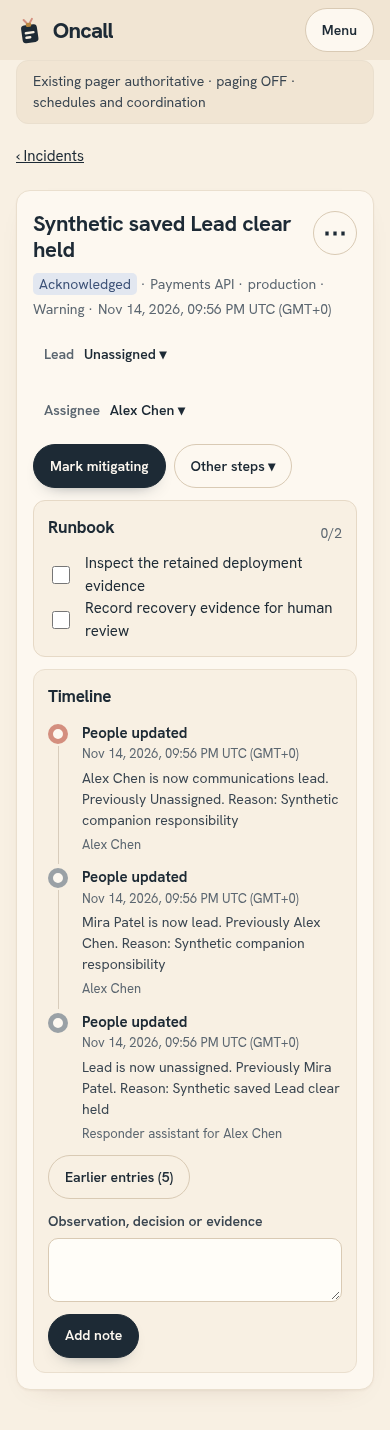 Oncall
Menu
Existing pager authoritative · paging OFF ·
schedules and coordination
‹ Incidents
Synthetic saved Lead clear
held
...
Acknowledged · Payments API · production ·
Warning · Nov 14, 2026, 09:56 PM UTC (GMT+0)
Lead Unassigned ▾
Assignee Alex Chen ▾
Mark mitigating
Other steps ▾
Runbook
0/2
Inspect the retained deployment
evidence
Record recovery evidence for human
review
Timeline
People updated
Nov 14, 2026, 09:56 PM UTC (GMT+0)
Alex Chen is now communications lead.
Previously Unassigned. Reason: Synthetic
companion responsibility
Alex Chen
People updated
Nov 14, 2026, 09:56 PM UTC (GMT+0)
Mira Patel is now lead. Previously Alex
Chen. Reason: Synthetic companion
responsibility
Alex Chen
People updated
Nov 14, 2026, 09:56 PM UTC (GMT+0)
Lead is now unassigned. Previously Mira
Patel. Reason: Synthetic saved Lead clear
held
Responder assistant for Alex Chen
Earlier entries (5)
Observation, decision or evidence
Add note